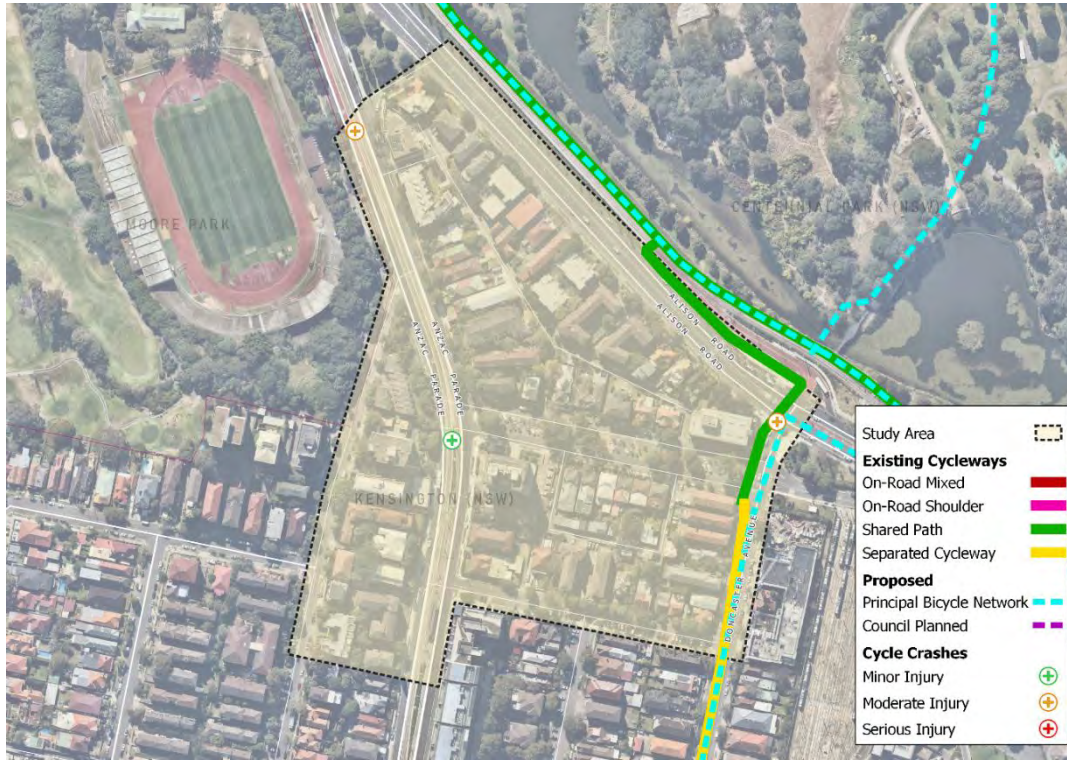 MOORE PARK
CENTENNIAL PARK (NSW)
ALISON ROAD
ALISON ROAD
ANZAC PARADE
ANZAC PARADE
KENSINGTON (NSW)
DONCASTER AVENUE
Study Area
Existing Cycleways
On-Road Mixed
On-Road Shoulder
Shared Path
Separated Cycleway
Proposed
Principal Bicycle Network
Council Planned
Cycle Crashes
Minor Injury
Moderate Injury
Serious Injury